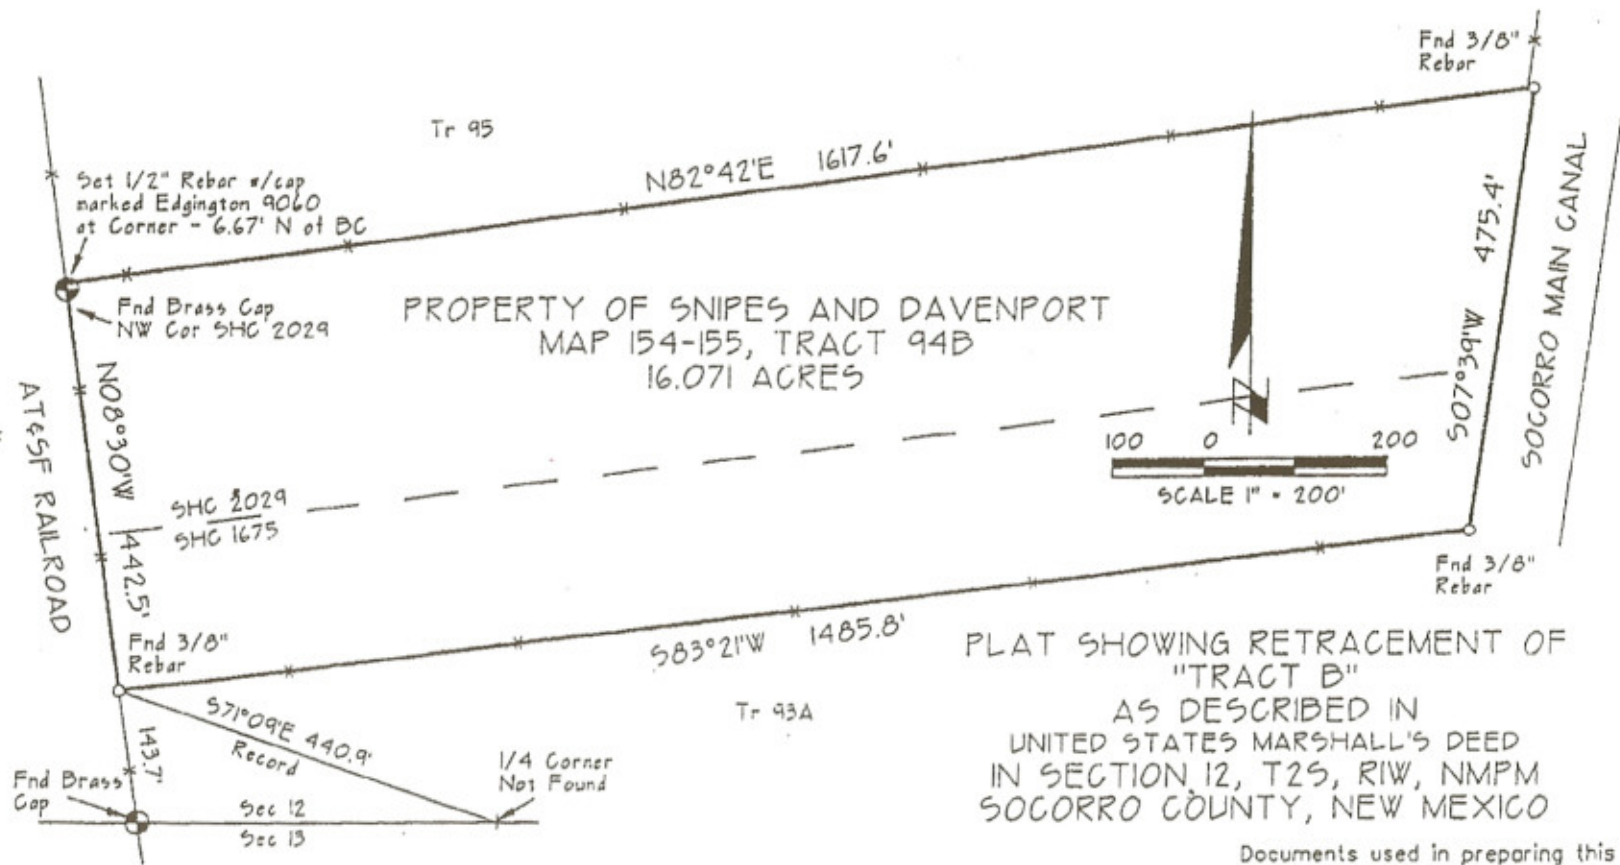 Fnd 3/8"
Rebar
Tr 95
N82°42'E 1617.6'
Set 1/2" Rebar w/cap
marked Edgington 9060
at Corner - 6.67' N of BC
Fnd Brass Cap
NW Cor SHC 2029
PROPERTY OF SNIPES AND DAVENPORT
MAP 154-155, TRACT 94B
16.071 ACRES
475.4'
S07°39'W
SOCORRO MAIN CANAL
N08°30'W
442.5'
AT&SF RAILROAD
N
100 0 200
SCALE 1" = 200'
SHC 2029
SHC 1675
Fnd 3/8"
Rebar
Fnd 3/8"
Rebar
S83°21'W 1485.8'
Tr 93A
S71°09'E 440.9'
Record
143.7'
1/4 Corner
Not Found
Fnd Brass
Cap
Sec 12
Sec 13
PLAT SHOWING RETRACEMENT OF
"TRACT B"
AS DESCRIBED IN
UNITED STATES MARSHALL'S DEED
IN SECTION 12, T2S, R1W, NMPM
SOCORRO COUNTY, NEW MEXICO
Documents used in preparing this